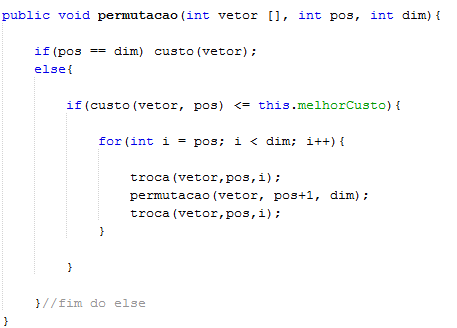 public void permutacao(int vetor [], int pos, int dim){
if(pos == dim) custo(vetor);
else{
if(custo(vetor, pos) <= this.melhorCusto){
for(int i = pos; i < dim; i++){
troca(vetor,pos,i);
permutacao(vetor, pos+1, dim);
troca(vetor,pos,i);
}
}
}//fim do else
}